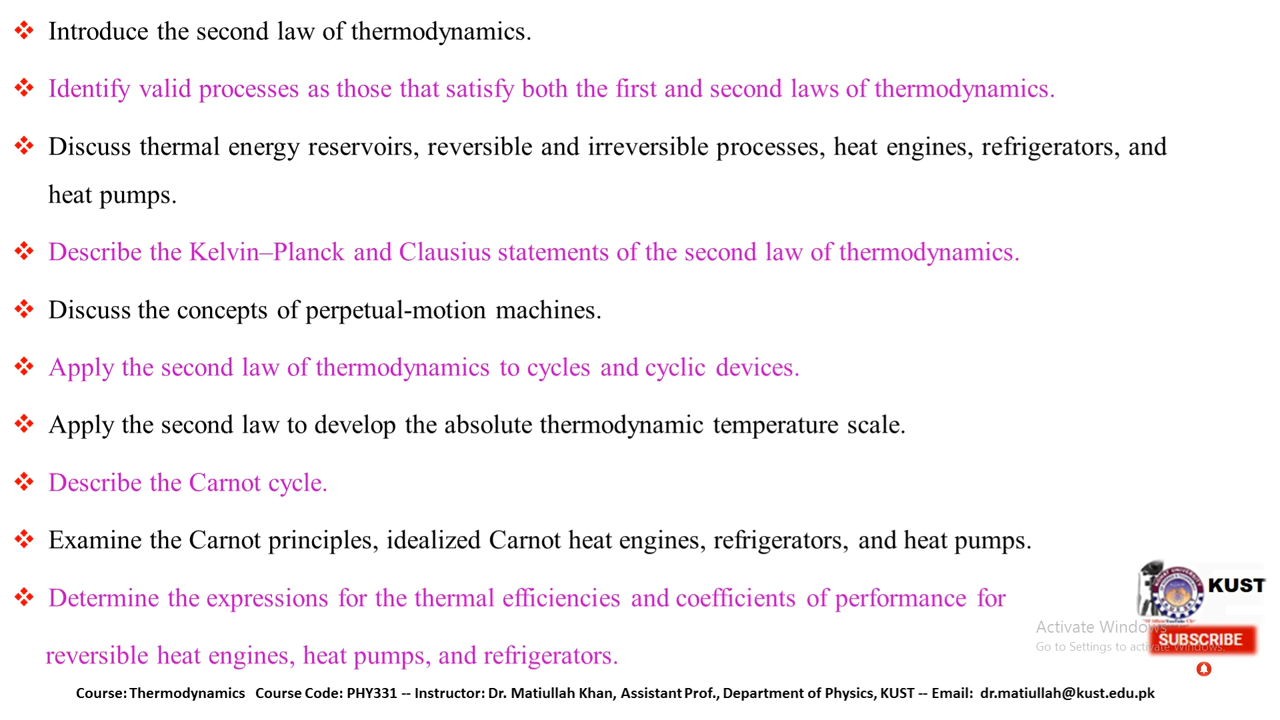 Introduce the second law of thermodynamics.
Identify valid processes as those that satisfy both the first and second laws of thermodynamics.
Discuss thermal energy reservoirs, reversible and irreversible processes, heat engines, refrigerators, and
heat pumps.
Describe the Kelvin–Planck and Clausius statements of the second law of thermodynamics.
Discuss the concepts of perpetual-motion machines.
Apply the second law of thermodynamics to cycles and cyclic devices.
Apply the second law to develop the absolute thermodynamic temperature scale.
Describe the Carnot cycle.
Examine the Carnot principles, idealized Carnot heat engines, refrigerators, and heat pumps.
Determine the expressions for the thermal efficiencies and coefficients of performance for
reversible heat engines, heat pumps, and refrigerators.
KUST
Activate Windows
Go to Settings to activate Windows.
SUBSCRIBE
Course: Thermodynamics Course Code: PHY331 -- Instructor: Dr. Matiullah Khan, Assistant Prof., Department of Physics, KUST -- Email: dr.matiullah@kust.edu.pk